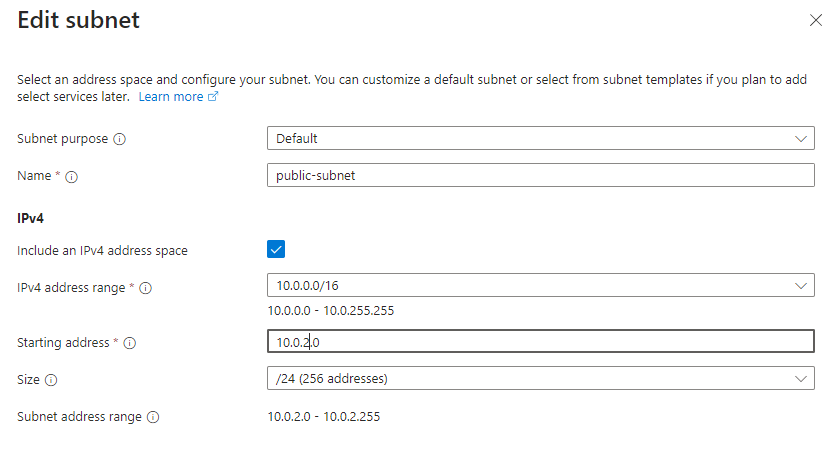 Edit subnet
Select an address space and configure your subnet. You can customize a default subnet or select from subnet templates if you plan to add
select services later. Learn more
Subnet purpose
Default
Name *
public-subnet
IPv4
Include an IPv4 address space
IPv4 address range *
10.0.0.0/16
10.0.0.0 - 10.0.255.255
Starting address *
10.0.2.0
Size
/24 (256 addresses)
Subnet address range
10.0.2.0 - 10.0.2.255